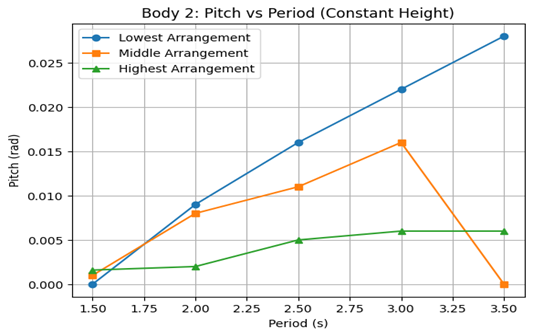 Body 2: Pitch vs Period (Constant Height)
Lowest Arrangement
Middle Arrangement
Highest Arrangement
Pitch (rad)
0.025
0.020
0.015
0.010
0.005
0.000
1.50 1.75 2.00 2.25 2.50 2.75 3.00 3.25 3.50
Period (s)